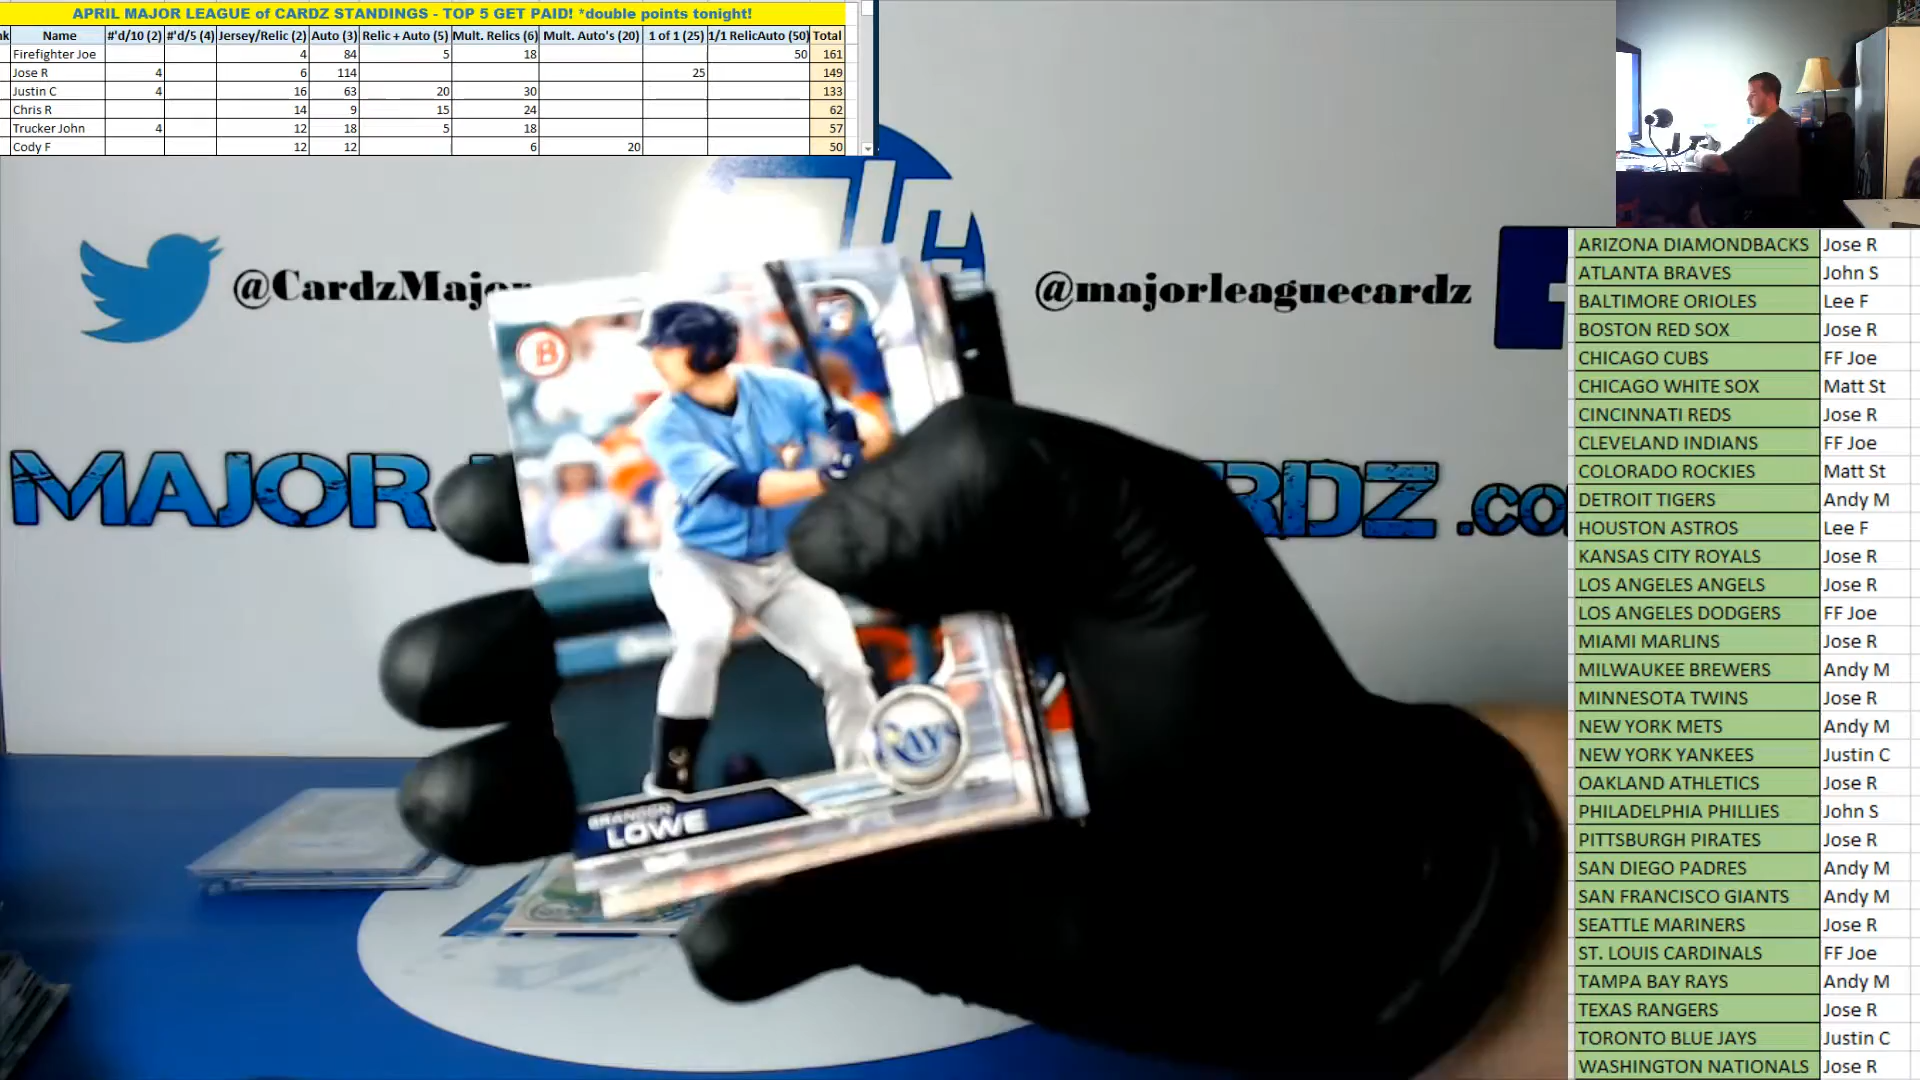 APRIL MAJOR LEAGUE of CARDZ STANDINGS - TOP 5 GET PAID! *double points tonight!
Name #'d/10 (2) #'d/5 (4) Jersey/Relic (2) Auto (3) Relic + Auto (5) Mult. Relics (6) Mult. Auto's (20) 1 of 1 (25) 1/1 RelicAuto (50) Total
Firefighter Joe 4 84 5 18 50 161
Jose R 4 6 114 25 149
Justin C 4 16 63 20 30 133
Chris R 14 9 15 24 62
Trucker John 4 12 18 5 18 57
Cody F 12 12 6 20 50
@CardzMajor
@majorleaguecardz
MAJOR
RDZ .co
B
RAYS
BRANDON
LOWE
ARIZONA DIAMONDBACKS Jose R
ATLANTA BRAVES John S
BALTIMORE ORIOLES Lee F
BOSTON RED SOX Jose R
CHICAGO CUBS FF Joe
CHICAGO WHITE SOX Matt St
CINCINNATI REDS Jose R
CLEVELAND INDIANS FF Joe
COLORADO ROCKIES Matt St
DETROIT TIGERS Andy M
HOUSTON ASTROS Lee F
KANSAS CITY ROYALS Jose R
LOS ANGELES ANGELS Jose R
LOS ANGELES DODGERS FF Joe
MIAMI MARLINS Jose R
MILWAUKEE BREWERS Andy M
MINNESOTA TWINS Jose R
NEW YORK METS Andy M
NEW YORK YANKEES Justin C
OAKLAND ATHLETICS Jose R
PHILADELPHIA PHILLIES John S
PITTSBURGH PIRATES Jose R
SAN DIEGO PADRES Andy M
SAN FRANCISCO GIANTS Andy M
SEATTLE MARINERS Jose R
ST. LOUIS CARDINALS FF Joe
TAMPA BAY RAYS Andy M
TEXAS RANGERS Jose R
TORONTO BLUE JAYS Justin C
WASHINGTON NATIONALS Jose R